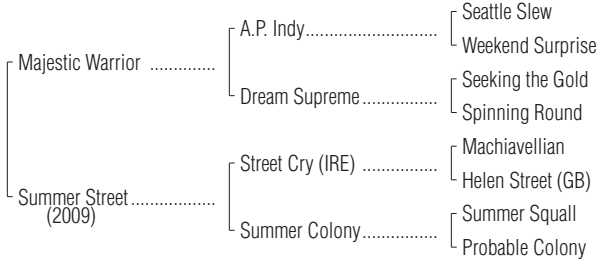 Seattle Slew
A.P. Indy..............................
Weekend Surprise
Majestic Warrior ...............
Seeking the Gold
Dream Supreme.................
Spinning Round
Machiavellian
Street Cry (IRE) .................
Helen Street (GB)
Summer Street...................
(2009)
Summer Squall
Summer Colony.................
Probable Colony